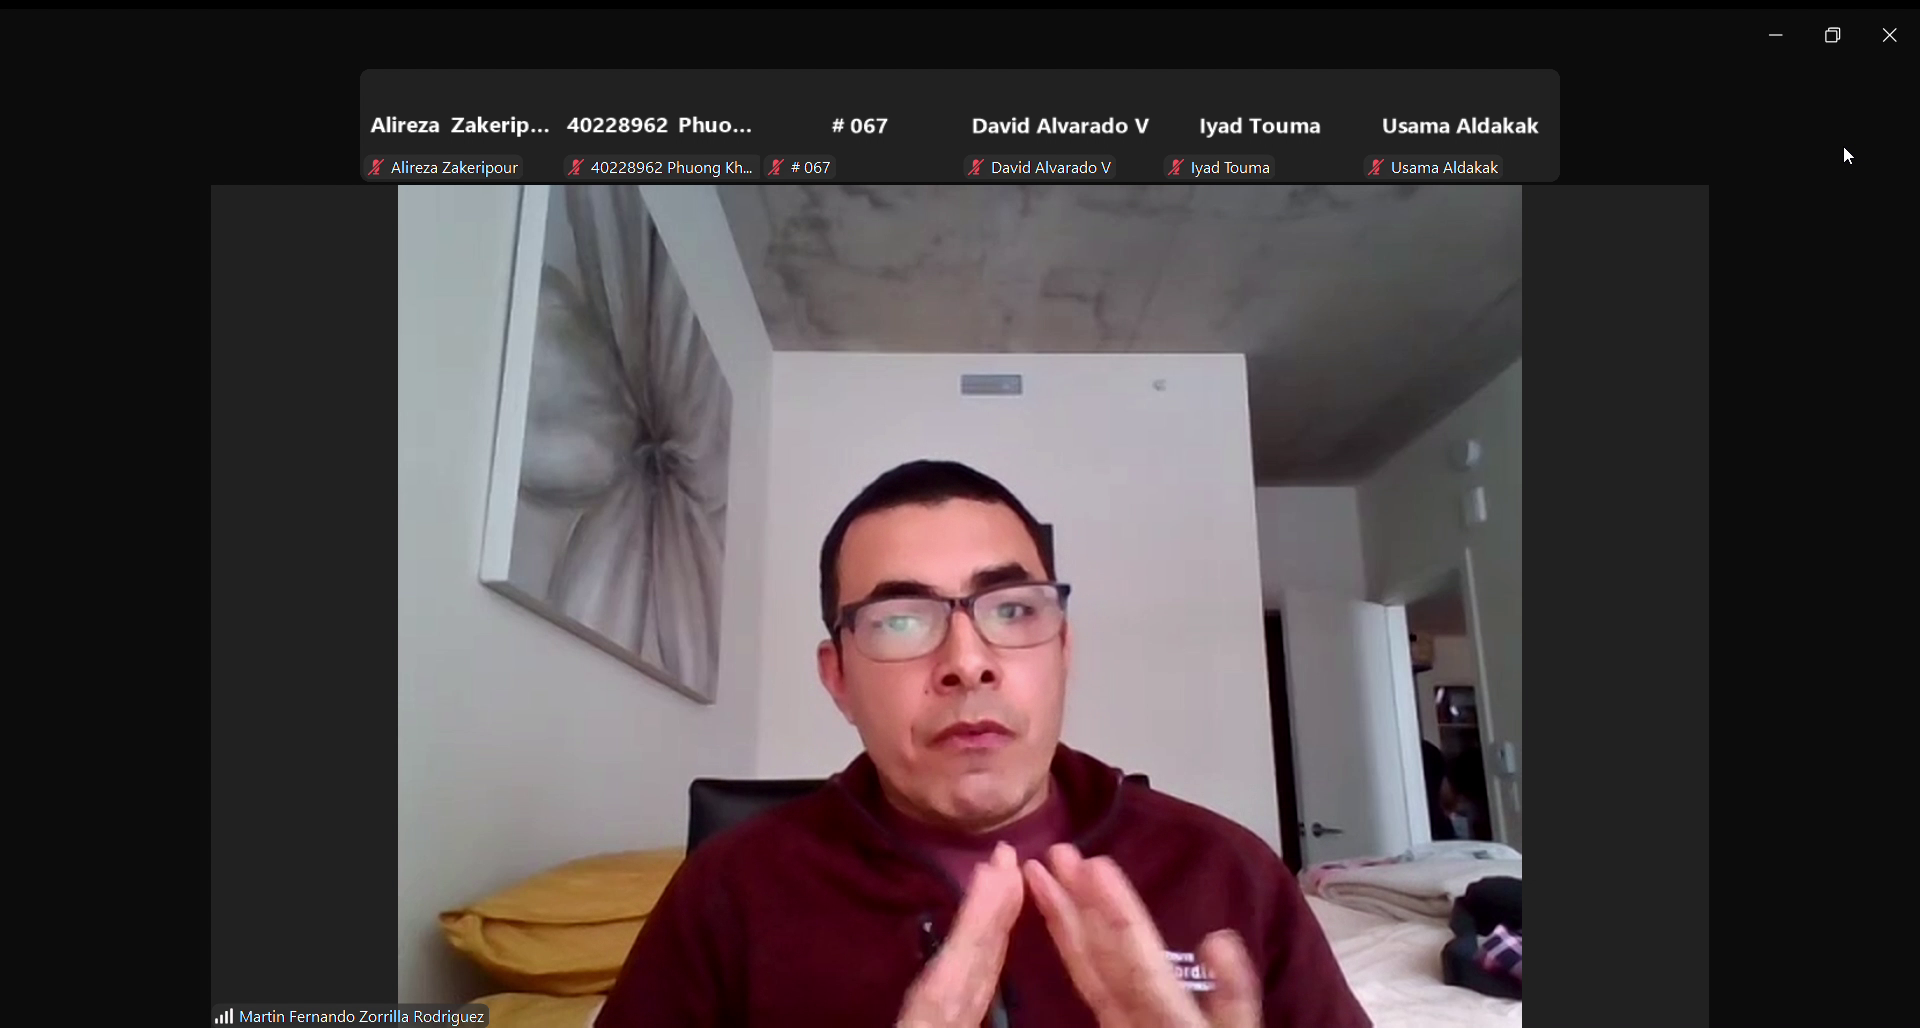 Alireza Zakerip...
40228962 Phuo...
# 067
David Alvarado V
Iyad Touma
Usama Aldakak
Alireza Zakeripour
40228962 Phuong Kh...
# 067
David Alvarado V
Iyad Touma
Usama Aldakak
Martin Fernando Zorrilla Rodriguez